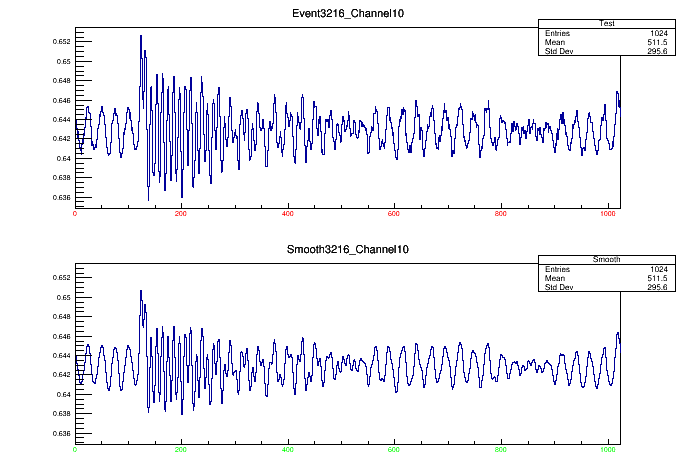 Event3216_Channel10
Test
Entries 1024
Mean 511.5
Std Dev 295.6
0.652
0.65
0.648
0.646
0.644
0.642
0.64
0.638
0.636
0 200 400 600 800 1000
Smooth3216_Channel10
Smooth
Entries 1024
Mean 511.5
Std Dev 295.6
0.652
0.65
0.648
0.646
0.644
0.642
0.64
0.638
0.636
0 200 400 600 800 1000